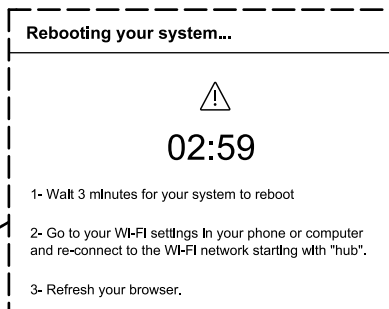 Rebooting your system...
02:59
1- Wait 3 minutes for your system to reboot
2- Go to your Wi-Fi settings in your phone or computer
and re-connect to the Wi-Fi network starting with "hub".
3- Refresh your browser.